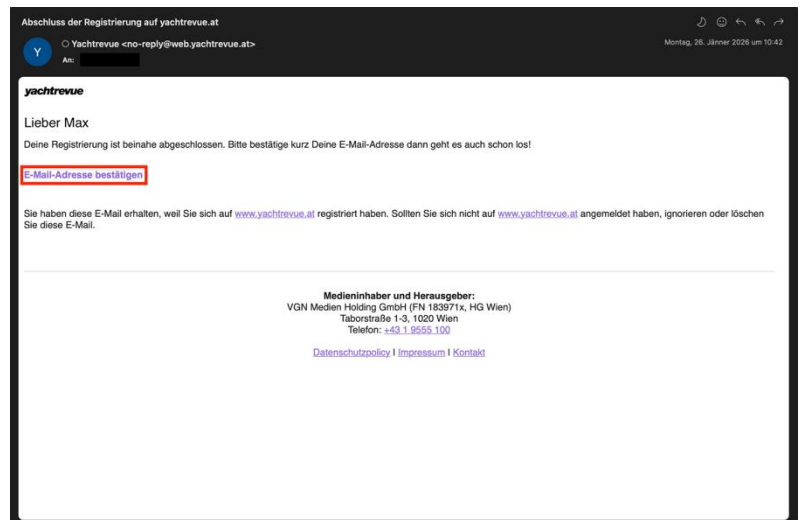 Abschluss der Registrierung auf yachtrevue.at
Y
Yachtrevue <no-reply@web.yachtrevue.at>
An:
Montag, 26. Jänner 2026 um 10:42
yachtrevue
Lieber Max
Deine Registrierung ist beinahe abgeschlossen. Bitte bestätige kurz Deine E-Mail-Adresse dann geht es auch schon los!
E-Mail-Adresse bestätigen
Sie haben diese E-Mail erhalten, weil Sie sich auf www.yachtrevue.at registriert haben. Sollten Sie sich nicht auf www.yachtrevue.at angemeldet haben, ignorieren oder löschen
Sie diese E-Mail.
Medieninhaber und Herausgeber:
VGN Medien Holding GmbH (FN 183971x, HG Wien)
Taborstraße 1-3, 1020 Wien
Telefon: +43 1 9555 100
Datenschutzpolicy I Impressum I Kontakt